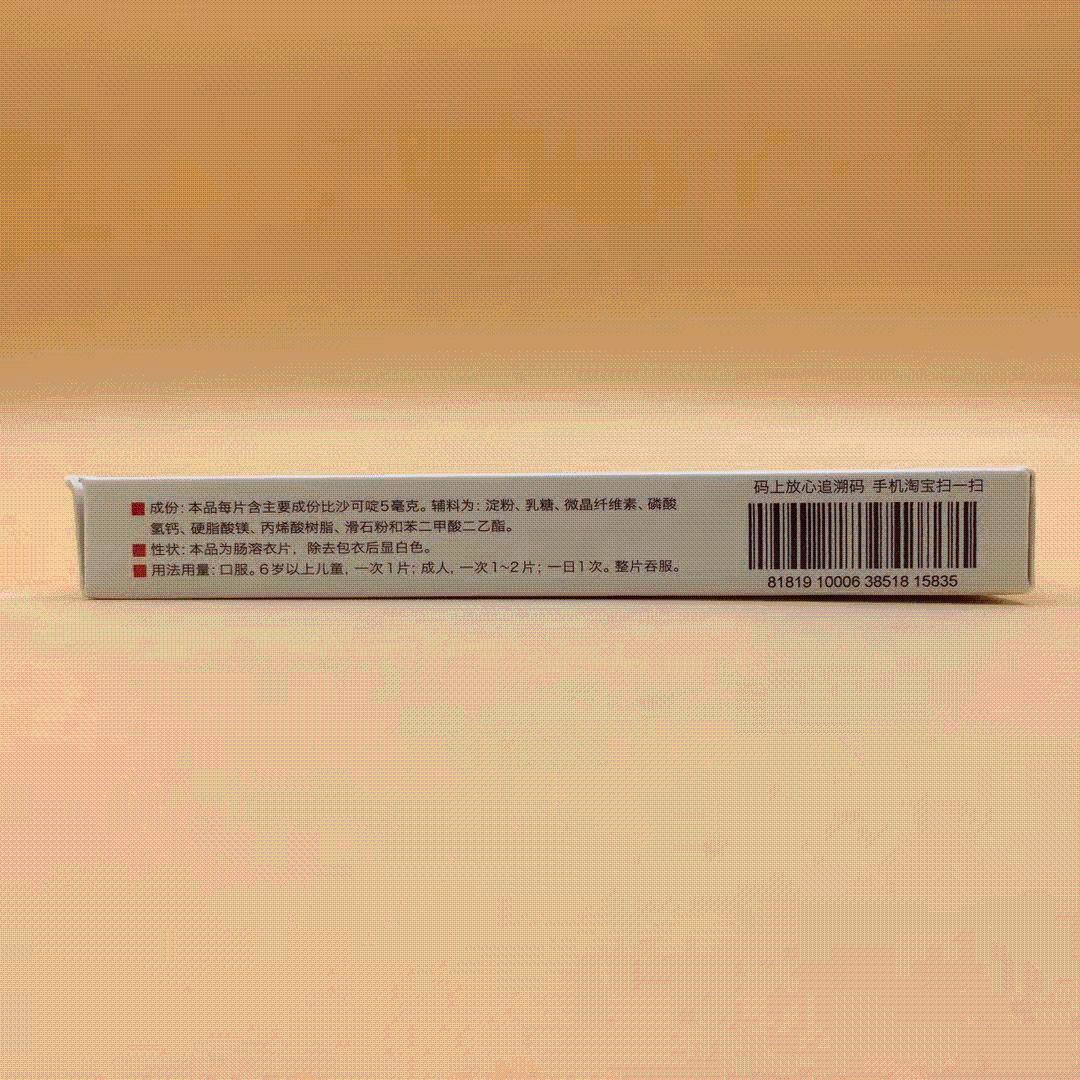 ■ 成份：本品每片含主要成份比沙可啶5毫克。辅料为：淀粉、乳糖、微晶纤维素、磷酸
氢钙、硬脂酸镁、丙烯酸树脂、滑石粉和苯二甲酸二乙酯。
■ 性状：本品为肠溶衣片，除去包衣后显白色。
■ 用法用量：口服。6岁以上儿童，一次1片；成人，一次1~2片；一日1次。整片吞服。
码上放心追溯码 手机淘宝扫一扫
81819 10006 38518 15835